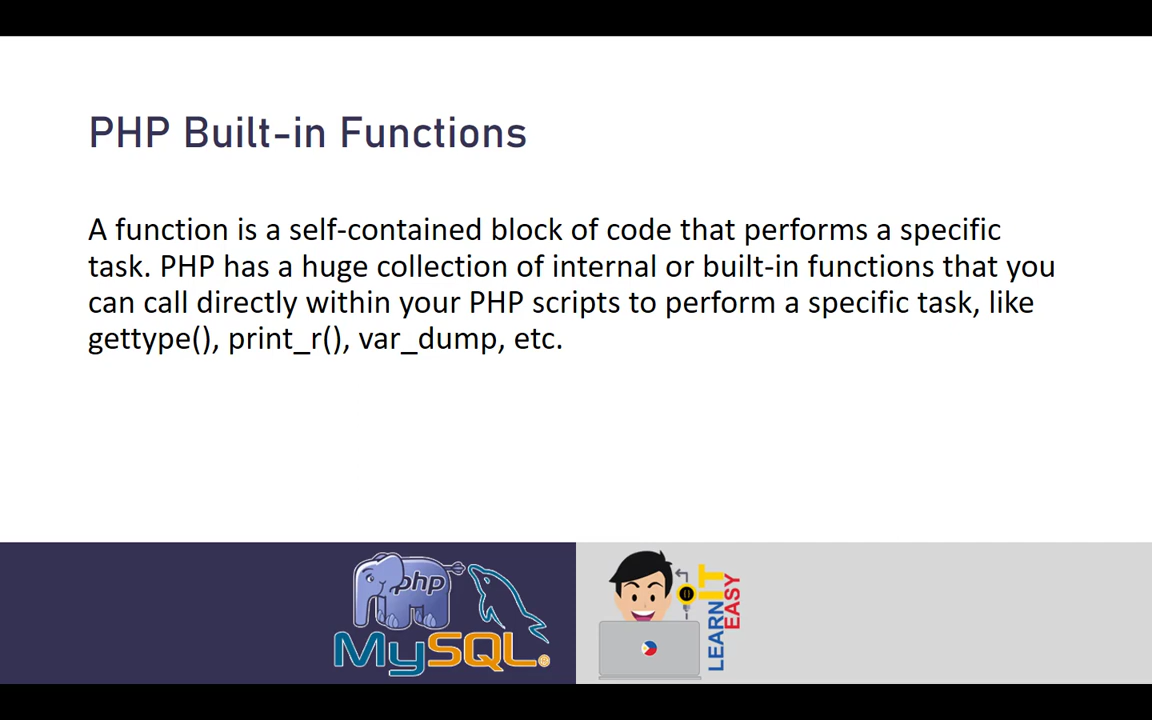 PHP Built-in Functions
A function is a self-contained block of code that performs a specific
task. PHP has a huge collection of internal or built-in functions that you
can call directly within your PHP scripts to perform a specific task, like
gettype(), print_r(), var_dump, etc.
php
MySQL
LEARN IT
EASY